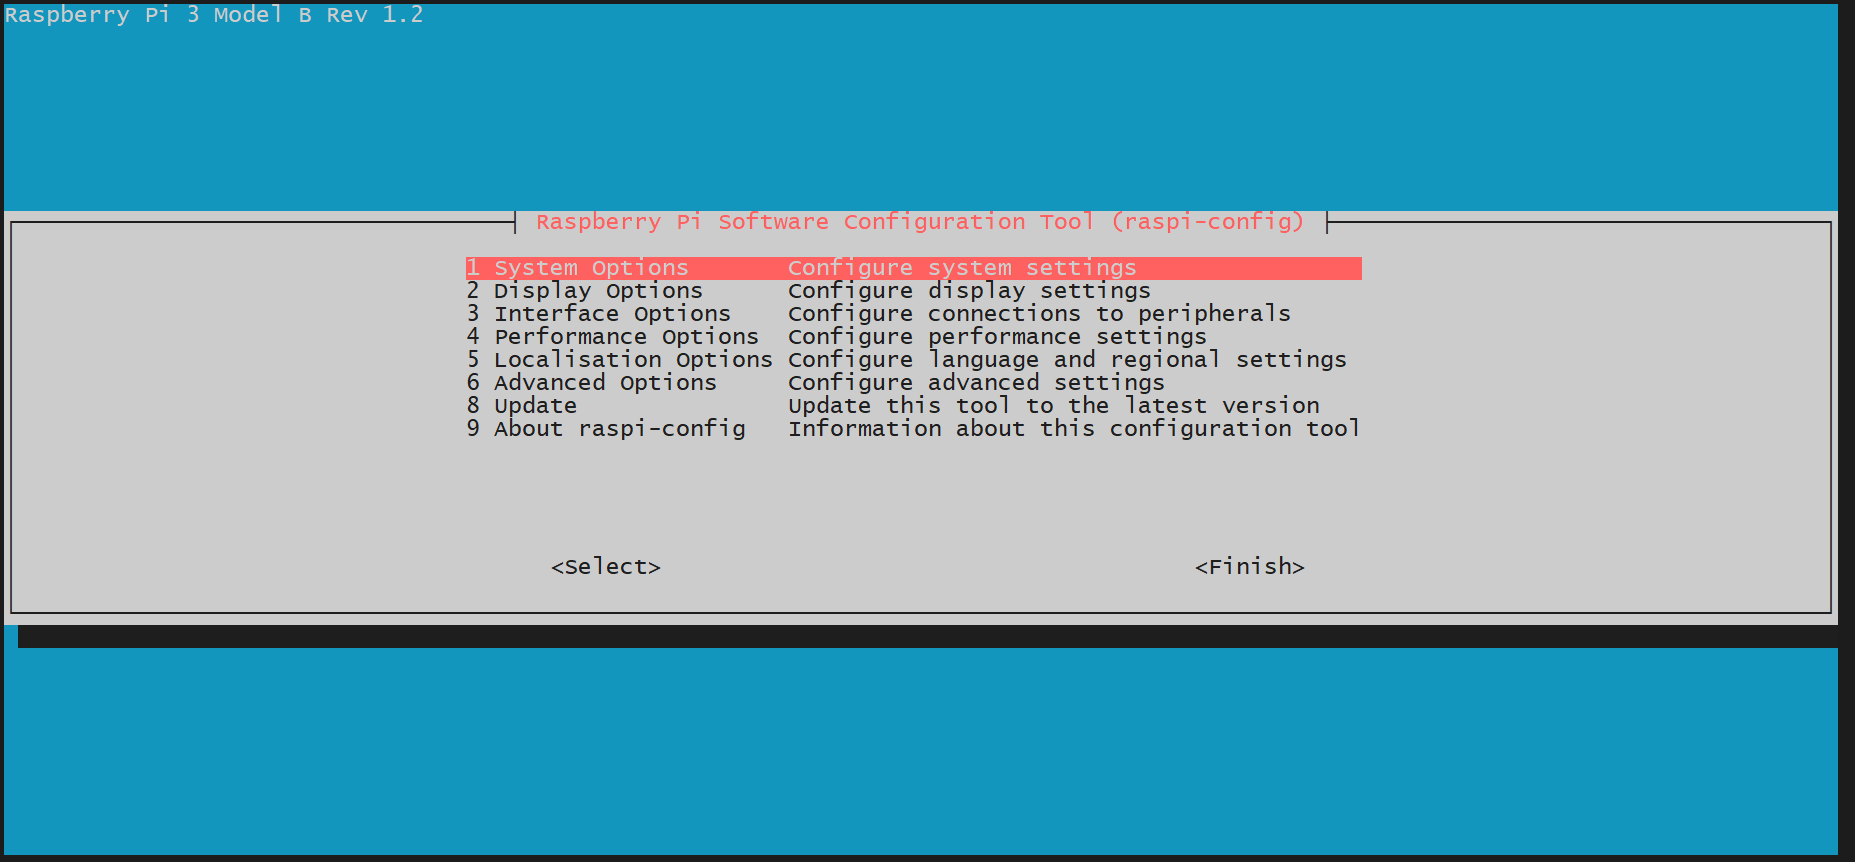 Raspberry Pi 3 Model B Rev 1.2
Raspberry Pi Software Configuration Tool (raspi-config)
1 System Options Configure system settings
2 Display Options Configure display settings
3 Interface Options Configure connections to peripherals
4 Performance Options Configure performance settings
5 Localisation Options Configure language and regional settings
6 Advanced Options Configure advanced settings
8 Update Update this tool to the latest version
9 About raspi-config Information about this configuration tool
<Select> <Finish>